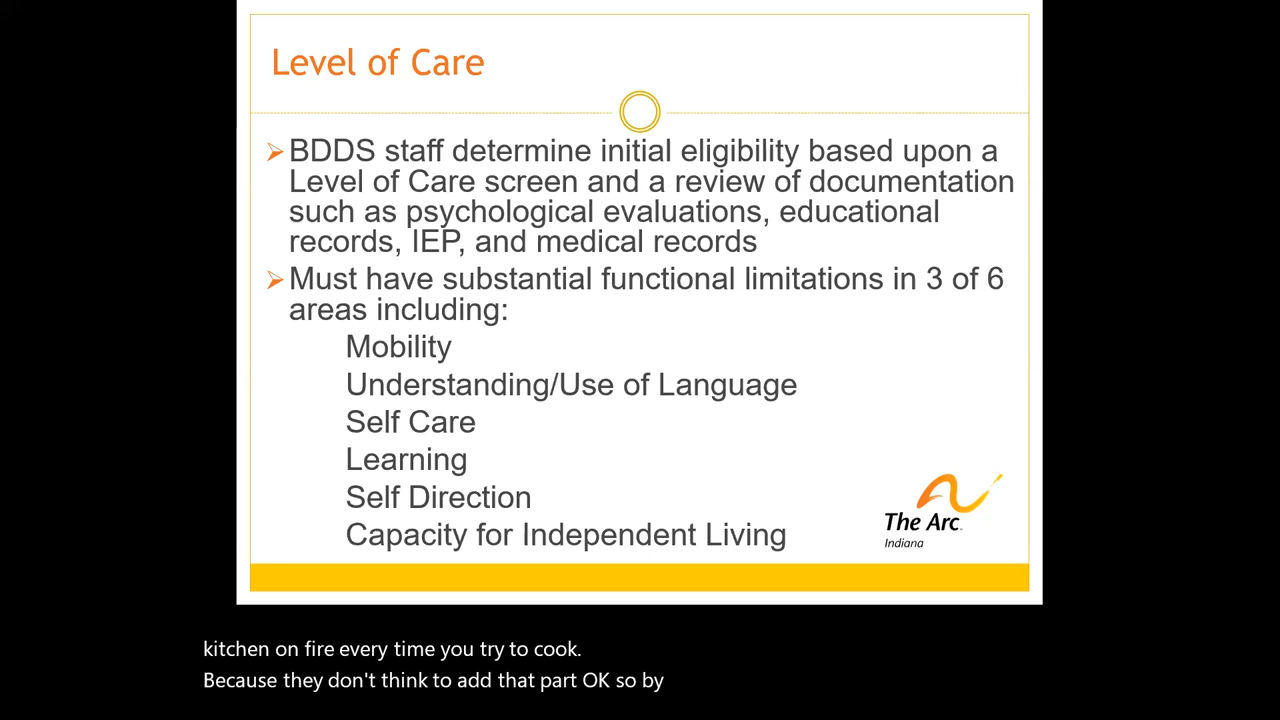 Level of Care
BDDS staff determine initial eligibility based upon a
Level of Care screen and a review of documentation
such as psychological evaluations, educational
records, IEP, and medical records
Must have substantial functional limitations in 3 of 6
areas including:
Mobility
Understanding/Use of Language
Self Care
Learning
Self Direction
Capacity for Independent Living
The Arc
Indiana
kitchen on fire every time you try to cook.
Because they don't think to add that part OK so by